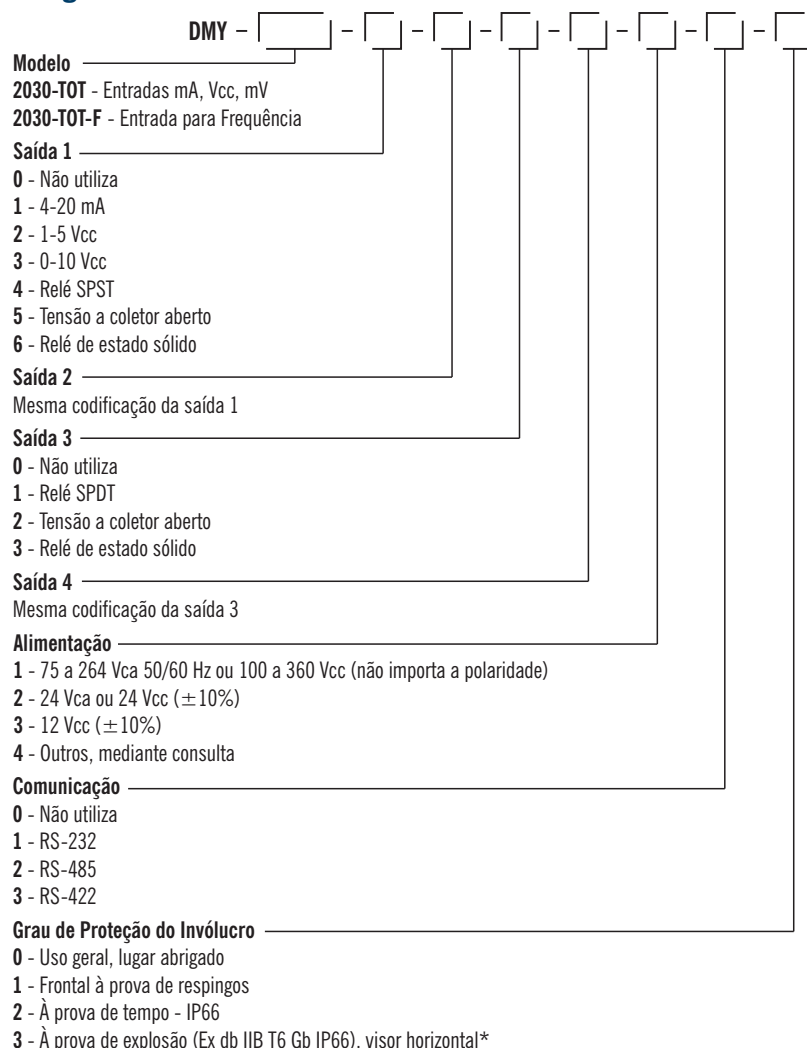 DMY – – – – – – – –
Modelo
2030-TOT - Entradas mA, Vcc, mV
2030-TOT-F - Entrada para Frequência
Saída 1
0 - Não utiliza
1 - 4-20 mA
2 - 1-5 Vcc
3 - 0-10 Vcc
4 - Relé SPST
5 - Tensão a coletor aberto
6 - Relé de estado sólido
Saída 2
Mesma codificação da saída 1
Saída 3
0 - Não utiliza
1 - Relé SPDT
2 - Tensão a coletor aberto
3 - Relé de estado sólido
Saída 4
Mesma codificação da saída 3
Alimentação
1 - 75 a 264 Vca 50/60 Hz ou 100 a 360 Vcc (não importa a polaridade)
2 - 24 Vca ou 24 Vcc (±10%)
3 - 12 Vcc (±10%)
4 - Outros, mediante consulta
Comunicação
0 - Não utiliza
1 - RS-232
2 - RS-485
3 - RS-422
Grau de Proteção do Invólucro
0 - Uso geral, lugar abrigado
1 - Frontal à prova de respingos
2 - À prova de tempo - IP66
3 - À prova de explosão (Ex db IIB T6 Gb IP66), visor horizontal*